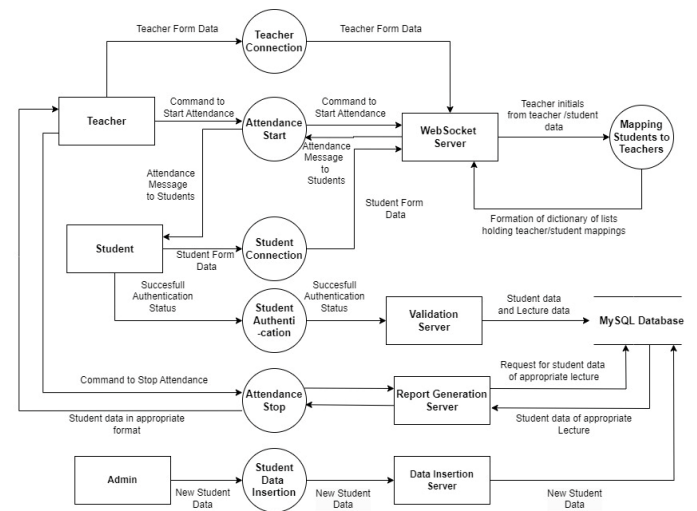 Teacher Form Data
Teacher
Connection
Teacher Form Data
Teacher
Command to
Start Attendance
Attendance
Start
Command to
Start Attendance
WebSocket
Server
Teacher initials
from teacher /student
data
Mapping
Students to
Teachers
Attendance
Message
to Students
Attendance
Message
to
Students
Student Form
Data
Formation of dictionary of lists
holding teacher/student mappings
Student
Student Form
Data
Student
Connection
Succesfull
Authentication
Status
Student
Authenti
-cation
Succesfull
Authentication
Status
Validation
Server
Student data
and Lecture data
MySQL Database
Command to Stop Attendance
Attendance
Stop
Report Generation
Server
Request for student data
of appropriate lecture
Student data in appropriate
format
Student data of appropriate
Lecture
Admin
New Student
Data
Student
Data
Insertion
New Student
Data
Data Insertion
Server
New Student
Data